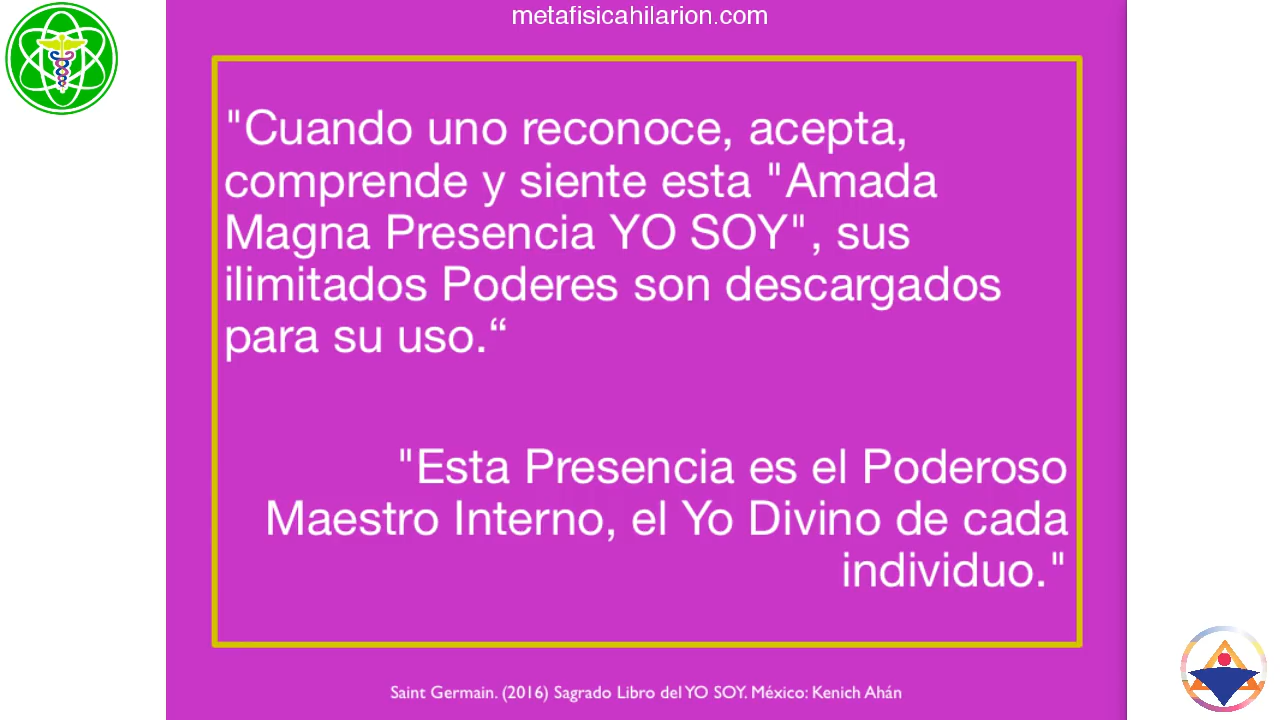 metafisicahilarion.com
"Cuando uno reconoce, acepta,
comprende y siente esta "Amada
Magna Presencia YO SOY", sus
ilimitados Poderes son descargados
para su uso.“
"Esta Presencia es el Poderoso
Maestro Interno, el Yo Divino de cada
individuo."
Saint Germain. (2016) Sagrado Libro del YO SOY. México: Kenich Ahán